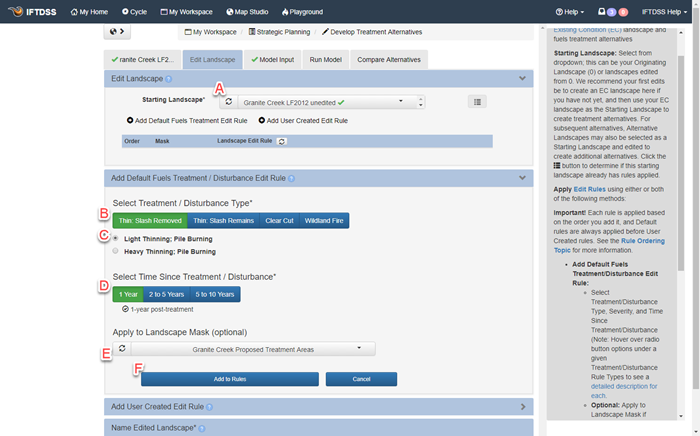 IFTDSS My Home Cycle My Workspace Map Studio Playground Help 3 0 IFTDSS Help
My Workspace / Strategic Planning / Develop Treatment Alternatives
ranite Creek LF2... Edit Landscape Model Input Run Model Compare Alternatives
Edit Landscape
A
Starting Landscape* Granite Creek LF2012 unedited
Add Default Fuels Treatment Edit Rule Add User Created Edit Rule
Order Mask Landscape Edit Rule
Add Default Fuels Treatment / Disturbance Edit Rule
Select Treatment / Disturbance Type*
B Thin: Slash Removed Thin: Slash Remains Clear Cut Wildland Fire
C Light Thinning; Pile Burning
Heavy Thinning; Pile Burning
Select Time Since Treatment / Disturbance*
D 1 Year 2 to 5 Years 5 to 10 Years
1-year post-treatment
Apply to Landscape Mask (optional)
E Granite Creek Proposed Treatment Areas
F
Add to Rules Cancel
Add User Created Edit Rule
Name Edited Landscape*
Existing Condition (EC) landscape and
fuels treatment alternatives
Starting Landscape: Select from
dropdown; this can be your Originating
Landscape (0) or landscapes edited
from 0. We recommend your first edits
be to create an EC landscape here if
you have not yet, and then use your EC
landscape as the Starting Landscape to
create treatment alternatives. For
subsequent alternatives, Alternative
Landscapes may also be selected as a
Starting Landscape and edited to
create additional alternatives. Click the
button to determine if this starting
landscape already has rules applied.
Apply Edit Rules using either or both
of the following methods:
Important! Each rule is applied based
on the order you add it, and Default
rules are always applied before User
Created rules. See the Rule Ordering
Topic for more information.
• Add Default Fuels
Treatment/Disturbance Edit
Rule:
Select
Treatment/Disturbance
Type, Severity, and Time
Since
Treatment/Disturbance
(Note: Hover over radio
button options under a
given
Treatment/Disturbance
Rule Types to see a
detailed description for
each.
Optional: Apply to
Landscape Mask if